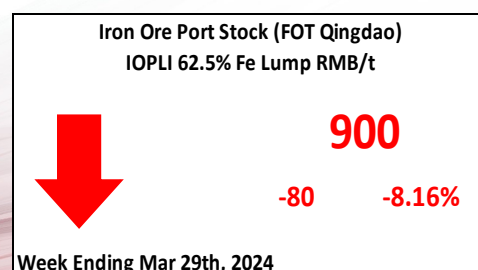 Iron Ore Port Stock (FOT Qingdao)
IOPLI 62.5% Fe Lump RMB/t
900
-80 -8.16%
Week Ending Mar 29th, 2024